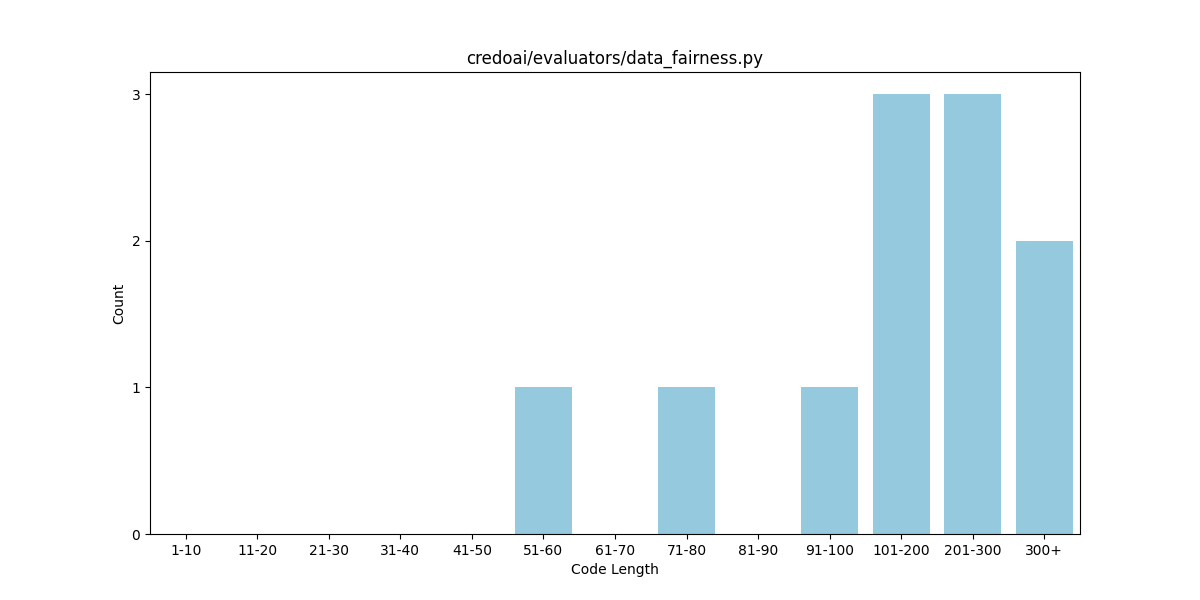 credoai/evaluators/data_fairness.py
Count
3
2
1
0
1-10 11-20 21-30 31-40 41-50 51-60 61-70 71-80 81-90 91-100 101-200 201-300 300+
Code Length